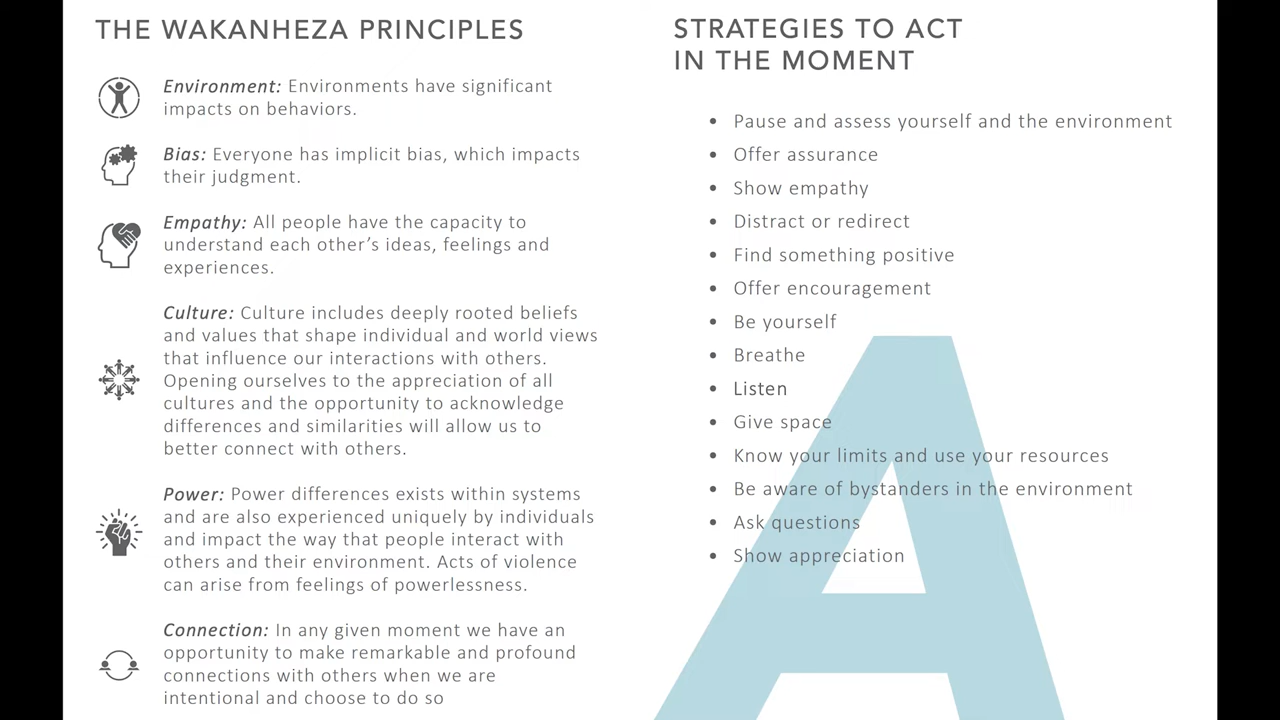 THE WAKANHEZA PRINCIPLES
Environment: Environments have significant
impacts on behaviors.
Bias: Everyone has implicit bias, which impacts
their judgment.
Empathy: All people have the capacity to
understand each other’s ideas, feelings and
experiences.
Culture: Culture includes deeply rooted beliefs
and values that shape individual and world views
that influence our interactions with others.
Opening ourselves to the appreciation of all
cultures and the opportunity to acknowledge
differences and similarities will allow us to
better connect with others.
Power: Power differences exists within systems
and are also experienced uniquely by individuals
and impact the way that people interact with
others and their environment. Acts of violence
can arise from feelings of powerlessness.
Connection: In any given moment we have an
opportunity to make remarkable and profound
connections with others when we are
intentional and choose to do so
STRATEGIES TO ACT
IN THE MOMENT
• Pause and assess yourself and the environment
• Offer assurance
• Show empathy
• Distract or redirect
• Find something positive
• Offer encouragement
• Be yourself
• Breathe
• Listen
• Give space
• Know your limits and use your resources
• Be aware of bystanders in the environment
• Ask questions
• Show appreciation
A